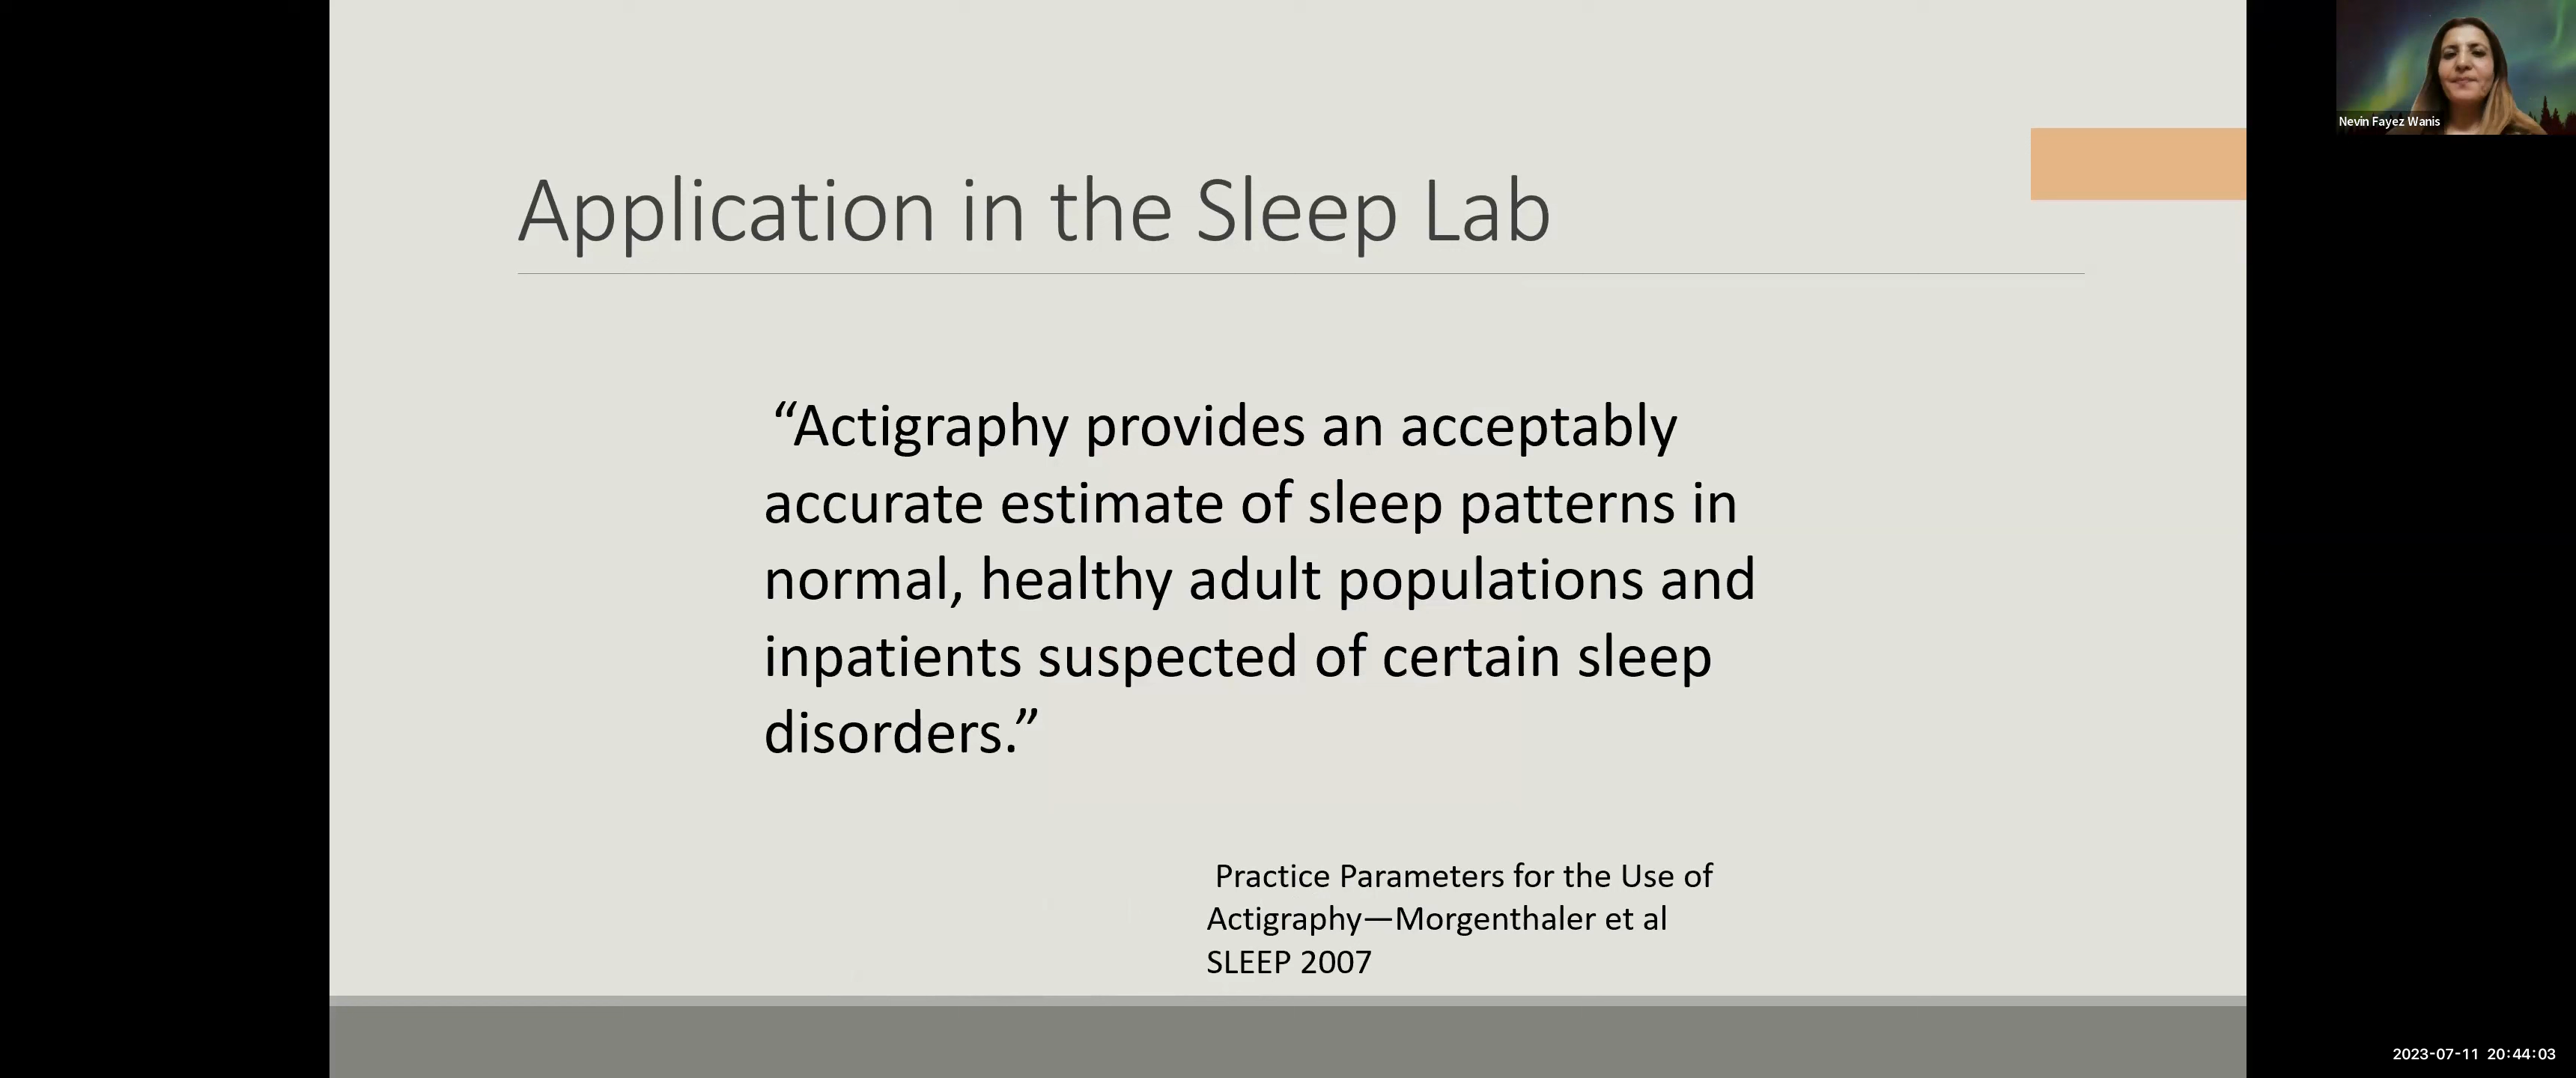 Nevin Fayez Wanis
Application in the Sleep Lab
“Actigraphy provides an acceptably
accurate estimate of sleep patterns in
normal, healthy adult populations and
inpatients suspected of certain sleep
disorders.”
Practice Parameters for the Use of
Actigraphy—Morgenthaler et al
SLEEP 2007
2023-07-11 20:44:03